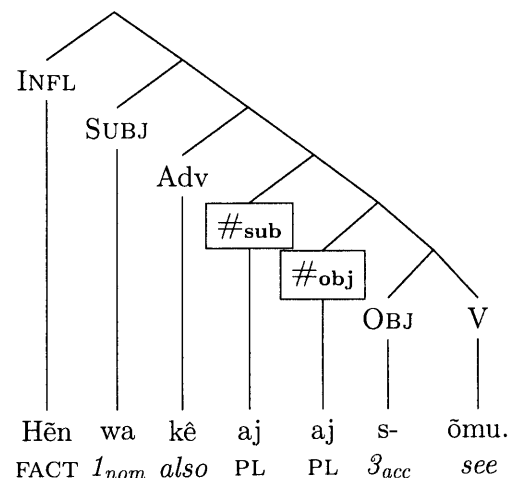 INFL
SUBJ
Adv
#sub
#obj
OBJ V
Hẽn wa kê aj aj s- õmu.
FACT 1nom also PL PL 3acc see